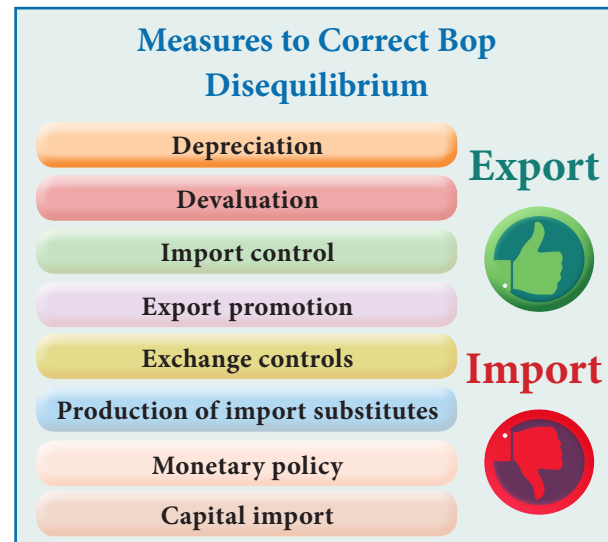 Measures to Correct Bop
Disequilibrium
Depreciation
Devaluation
Import control
Export promotion
Exchange controls
Production of import substitutes
Monetary policy
Capital import
Export
Import